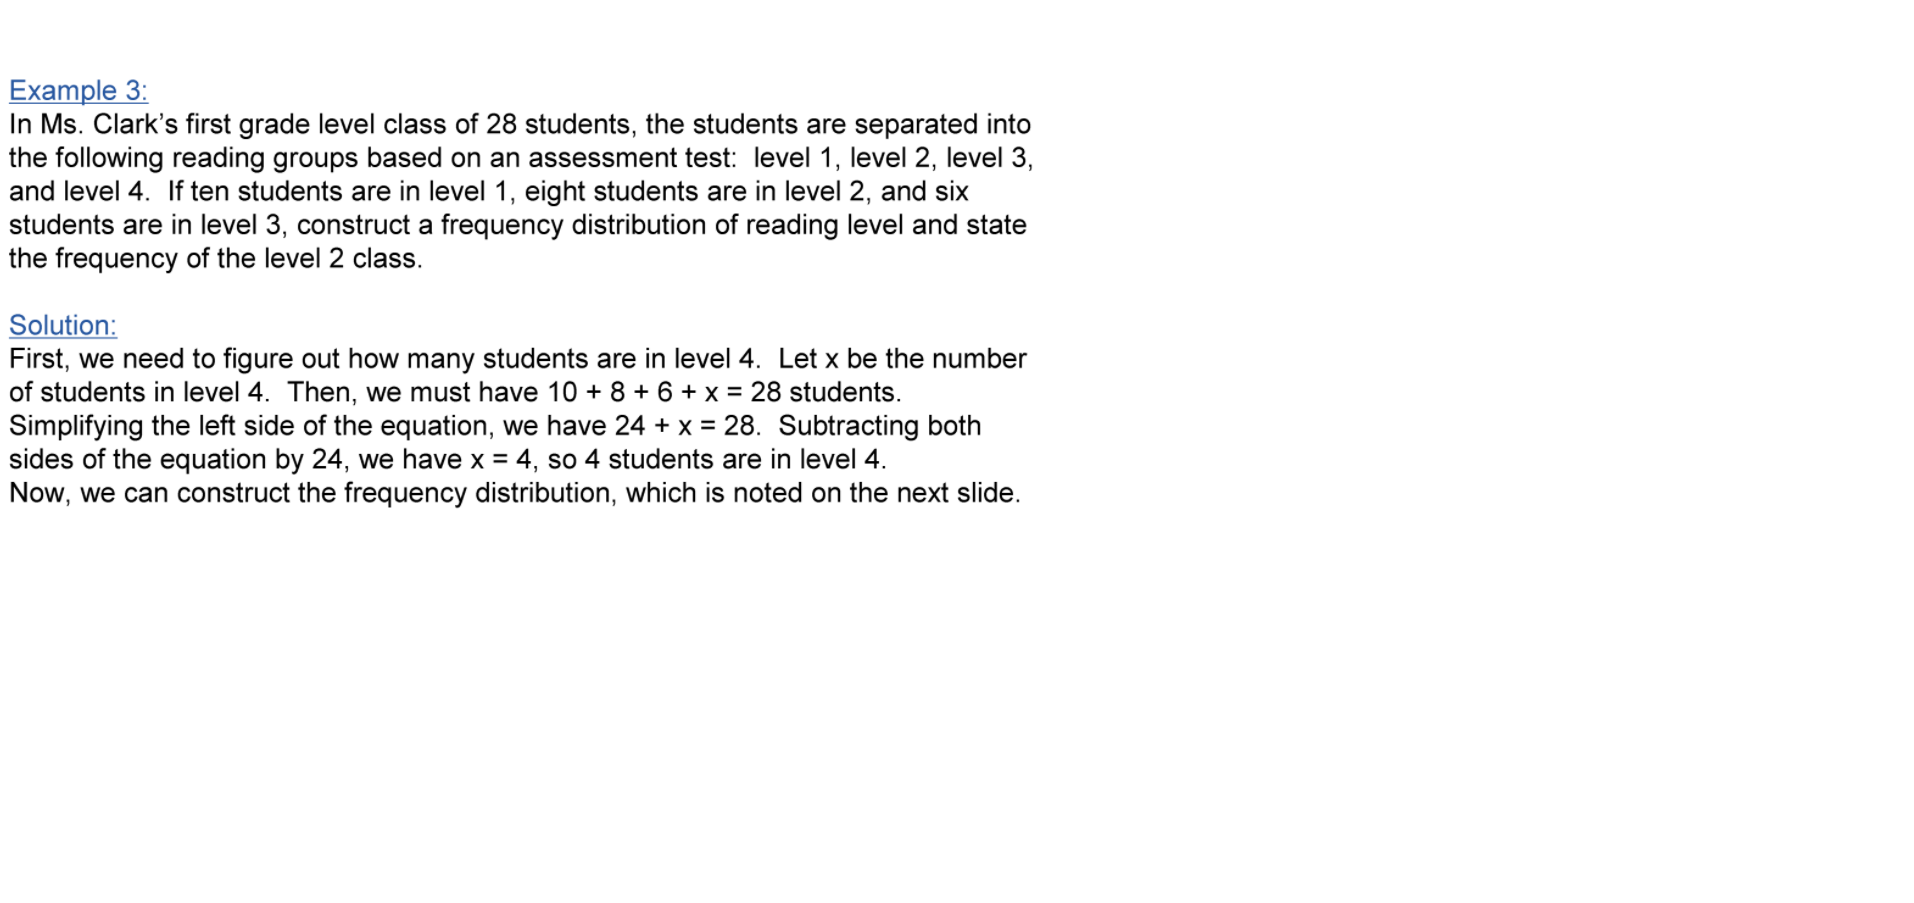 Example 3:
In Ms. Clark’s first grade level class of 28 students, the students are separated into
the following reading groups based on an assessment test:  level 1, level 2, level 3,
and level 4.  If ten students are in level 1, eight students are in level 2, and six
students are in level 3, construct a frequency distribution of reading level and state
the frequency of the level 2 class.
Solution:
First, we need to figure out how many students are in level 4.  Let x be the number
of students in level 4.  Then, we must have 10 + 8 + 6 + x = 28 students.
Simplifying the left side of the equation, we have 24 + x = 28.  Subtracting both
sides of the equation by 24, we have x = 4, so 4 students are in level 4.
Now, we can construct the frequency distribution, which is noted on the next slide.